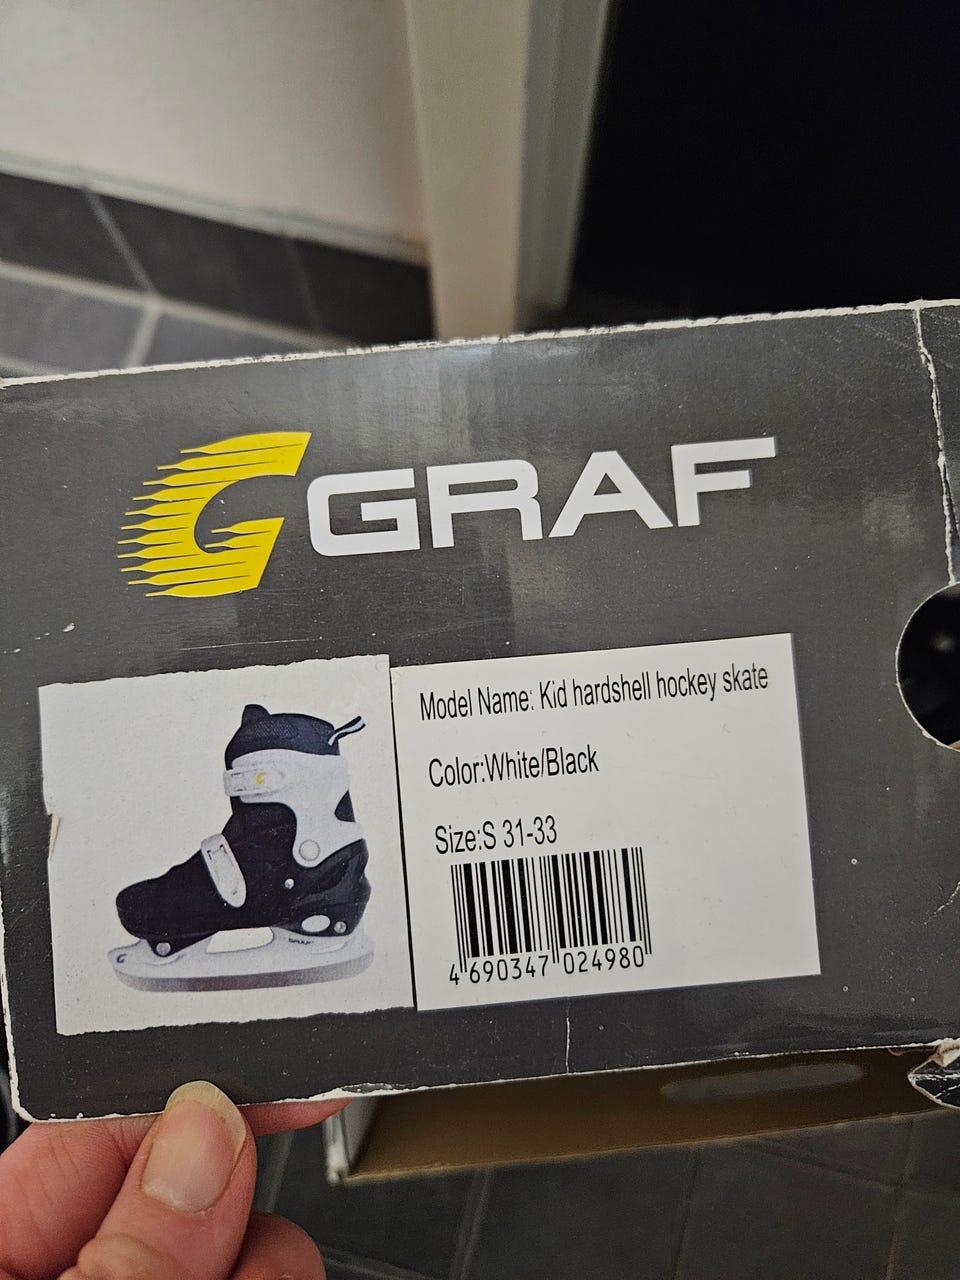 GRAF
Model Name: Kid hardshell hockey skate
Color:White/Black
Size:S 31-33
4 690347 024980